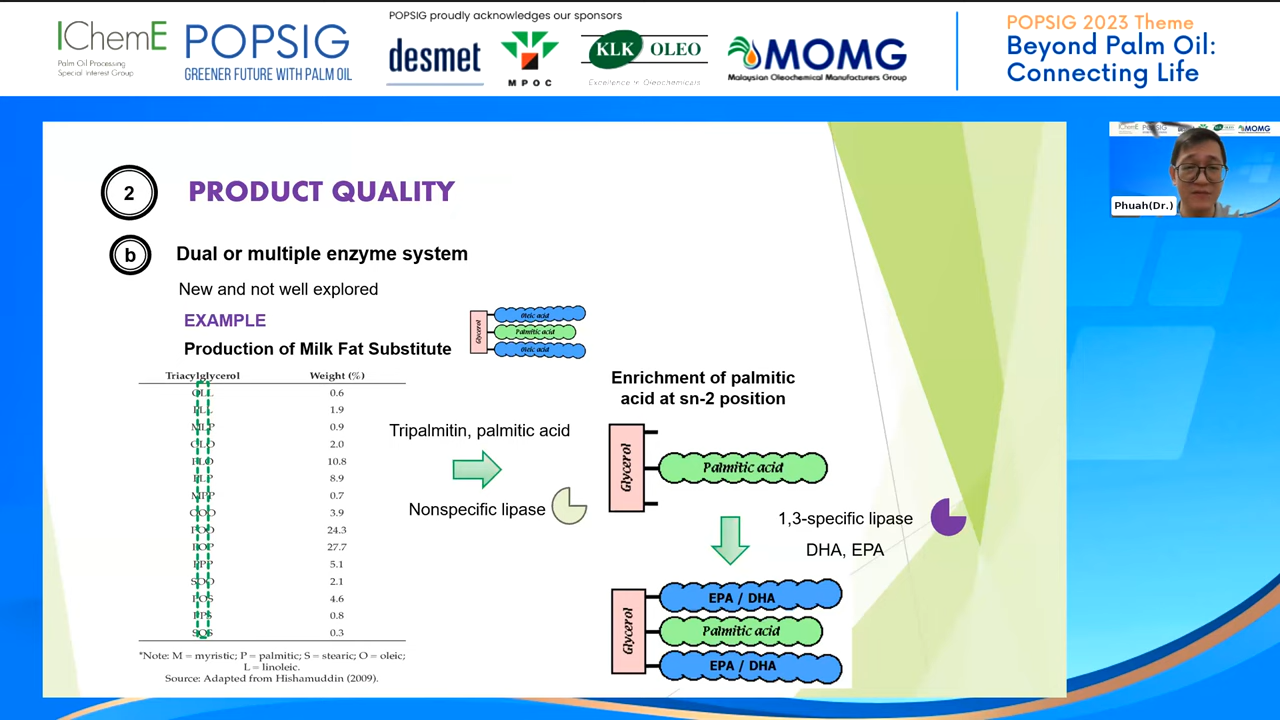 POPSIG proudly acknowledges our sponsors
IChemE
Palm Oil Processing
Special Interest Group
POPSIG
GREENER FUTURE WITH PALM OIL
desmet
MPOC
KLK OLEO
Excellence in Oleochemicals
MOMG
Malaysian Oleochemical Manufacturers Group
POPSIG 2023 Theme
Beyond Palm Oil:
Connecting Life
MOMG
Phuah(Dr.)
2 PRODUCT QUALITY
b Dual or multiple enzyme system
New and not well explored
EXAMPLE
Production of Milk Fat Substitute
Glycerol
Oleic acid
Palmitic acid
Oleic acid
Triacylglycerol Weight (%)
OLL 0.6
PLL 1.9
MLP 0.9
OLO 2.0
PLO 10.8
PLP 8.9
MPP 0.7
OOO 3.9
POO 24.3
POP 27.7
PPP 5.1
SOO 2.1
POS 4.6
PPS 0.8
SOS 0.3
*Note: M = myristic; P = palmitic; S = stearic; O = oleic;
L = linoleic.
Source: Adapted from Hishamuddin (2009).
Tripalmitin, palmitic acid
Nonspecific lipase
Enrichment of palmitic
acid at sn-2 position
Glycerol
Palmitic acid
1,3-specific lipase
DHA, EPA
Glycerol
EPA / DHA
Palmitic acid
EPA / DHA